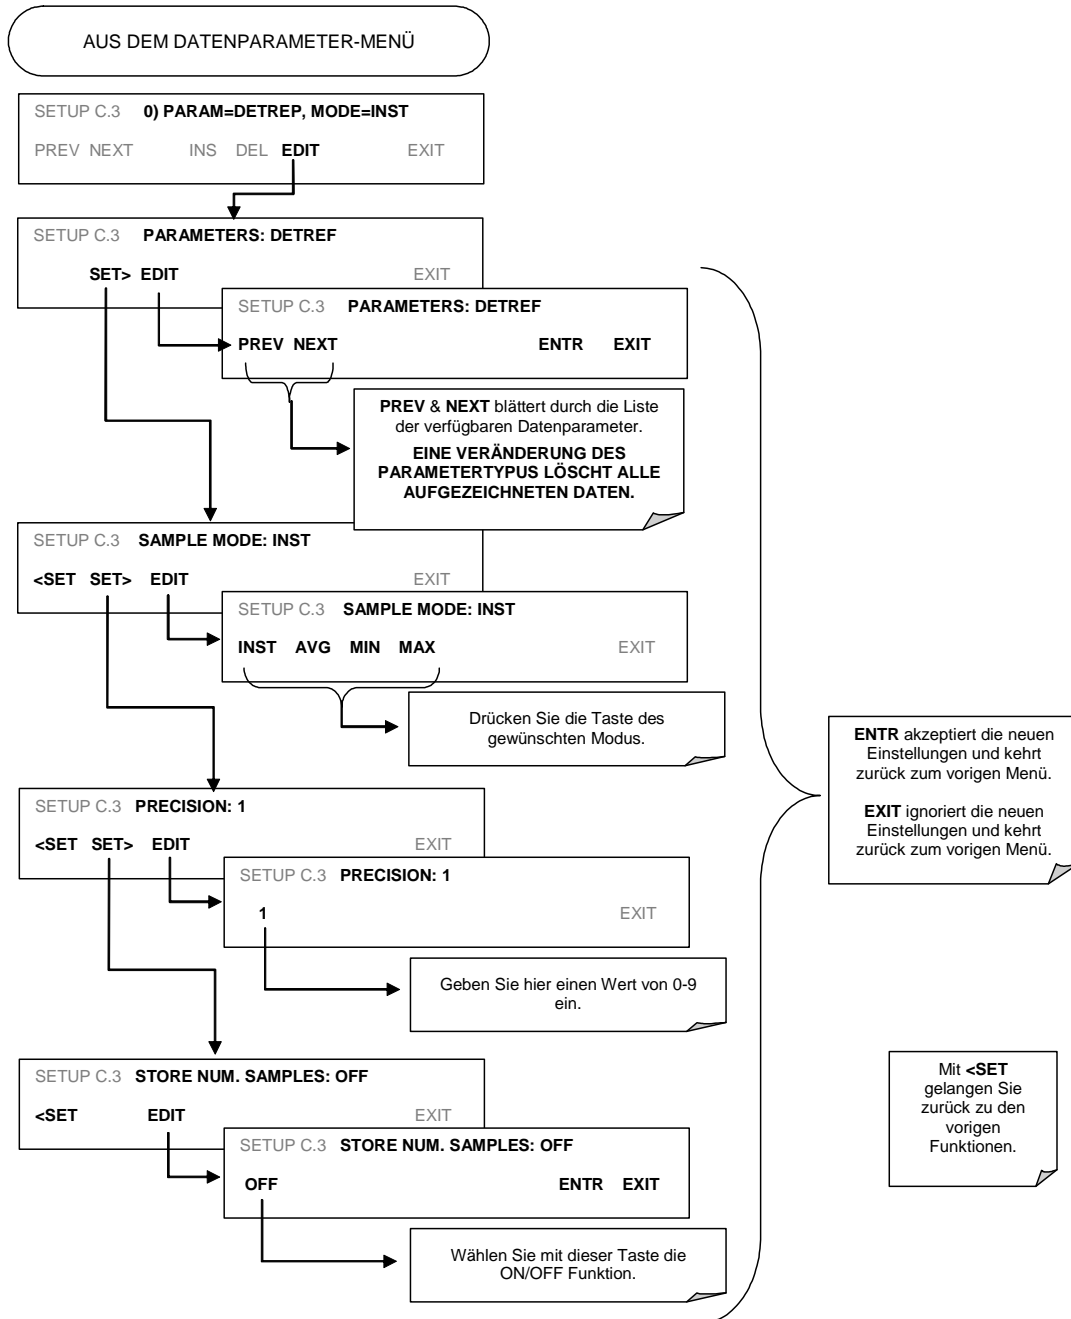 AUS DEM DATENPARAMETER-MENÜ
SETUP C.3 0) PARAM=DETREP, MODE=INST
PREV NEXT INS DEL EDIT EXIT
SETUP C.3 PARAMETERS: DETREF
SET> EDIT EXIT
SETUP C.3 PARAMETERS: DETREF
PREV NEXT ENTR EXIT
PREV & NEXT blättert durch die Liste
der verfügbaren Datenparameter.
EINE VERÄNDERUNG DES
PARAMETERTYPUS LÖSCHT ALLE
AUFGEZEICHNETEN DATEN.
SETUP C.3 SAMPLE MODE: INST
<SET SET> EDIT EXIT
SETUP C.3 SAMPLE MODE: INST
INST AVG MIN MAX EXIT
Drücken Sie die Taste des
gewünschten Modus.
ENTR akzeptiert die neuen
Einstellungen und kehrt
zurück zum vorigen Menü.
EXIT ignoriert die neuen
Einstellungen und kehrt
zurück zum vorigen Menü.
SETUP C.3 PRECISION: 1
<SET SET> EDIT EXIT
SETUP C.3 PRECISION: 1
1 EXIT
Geben Sie hier einen Wert von 0-9
ein.
SETUP C.3 STORE NUM. SAMPLES: OFF
<SET EDIT EXIT
SETUP C.3 STORE NUM. SAMPLES: OFF
OFF ENTR EXIT
Wählen Sie mit dieser Taste die
ON/OFF Funktion.
Mit <SET
gelangen Sie
zurück zu den
vorigen
Funktionen.